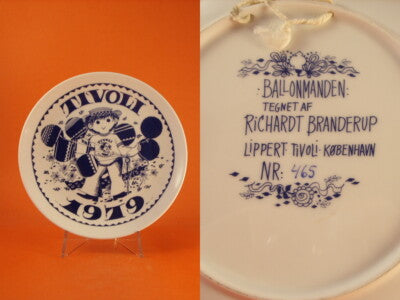 TIVOLI
1979
·BALLONMANDEN·
TEGNET AF
RiCHARDT BRANDERUP
LiPPERT TiVOLi·KØBENHAVN
NR: 465